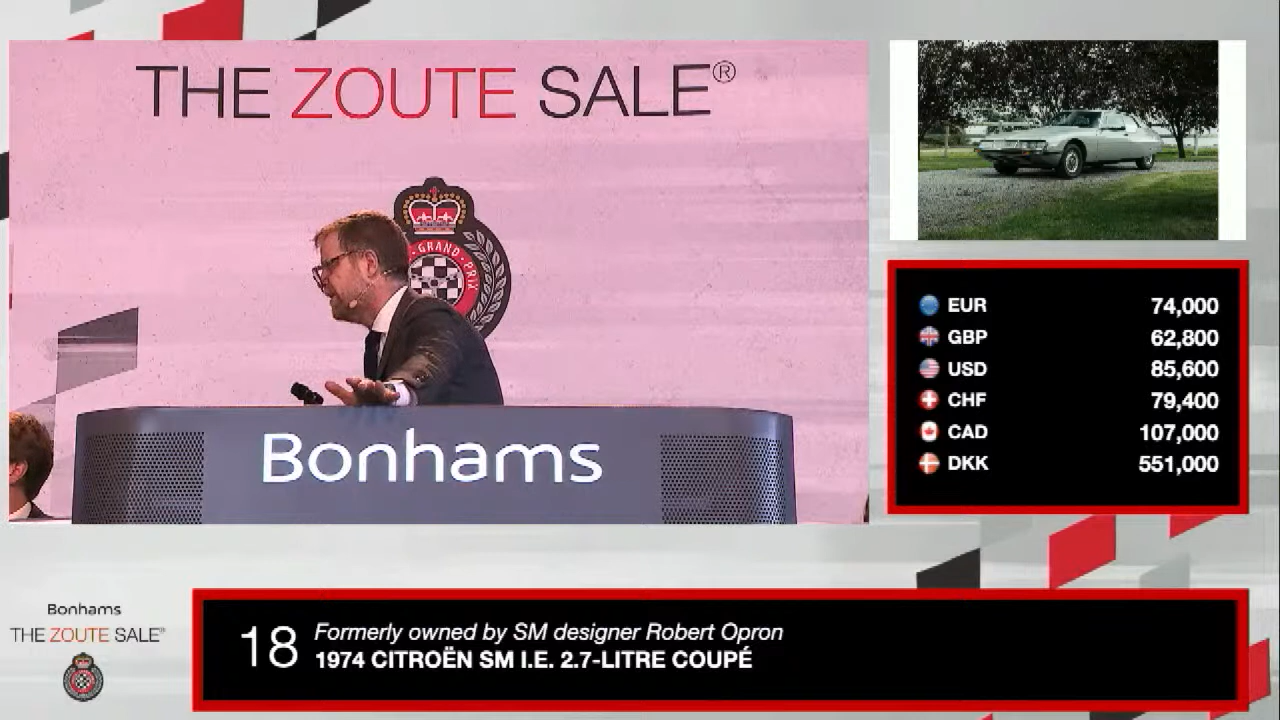 THE ZOUTE SALE®
GRAND PRIX
Bonhams
EUR 74,000
GBP 62,800
USD 85,600
CHF 79,400
CAD 107,000
DKK 551,000
Bonhams
THE ZOUTE SALE®
18
Formerly owned by SM designer Robert Opron
1974 CITROËN SM I.E. 2.7-LITRE COUPÉ